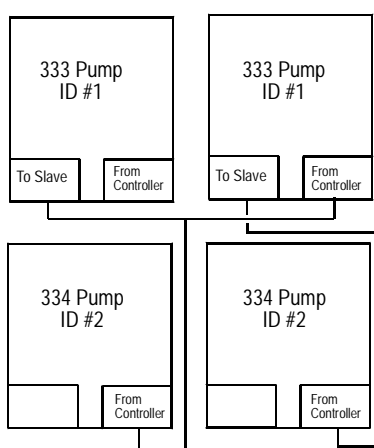 333 Pump
ID #1
To Slave
From
Controller
333 Pump
ID #1
To Slave
From
Controller
334 Pump
ID #2
From
Controller
334 Pump
ID #2
From
Controller